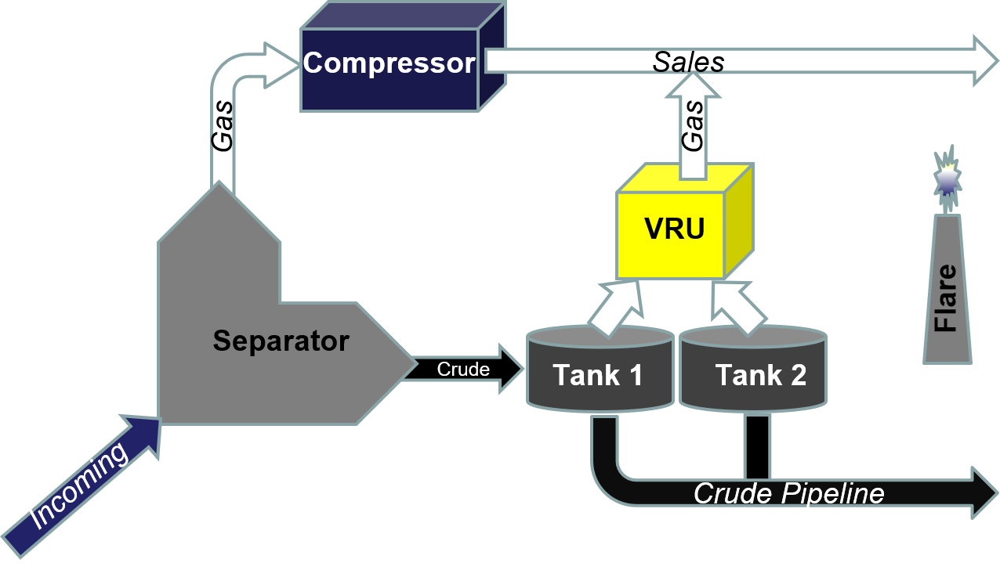 Compressor
Sales
Gas
Gas
VRU
Flare
Separator
Crude
Tank 1
Tank 2
Incoming
Crude Pipeline